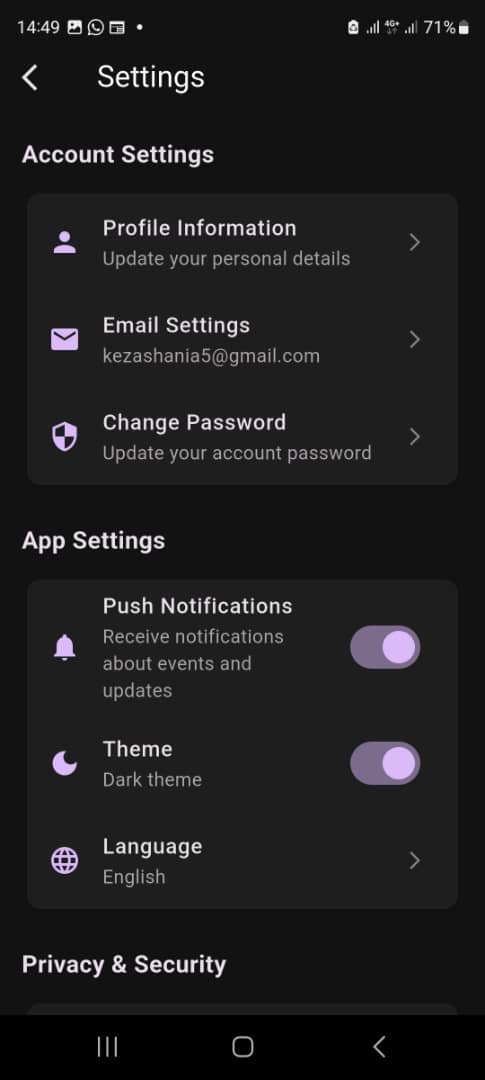 14:49 4G+ 71%
Settings
Account Settings
Profile Information
Update your personal details
Email Settings
kezashania5@gmail.com
Change Password
Update your account password
App Settings
Push Notifications
Receive notifications
about events and
updates
Theme
Dark theme
Language
English
Privacy & Security